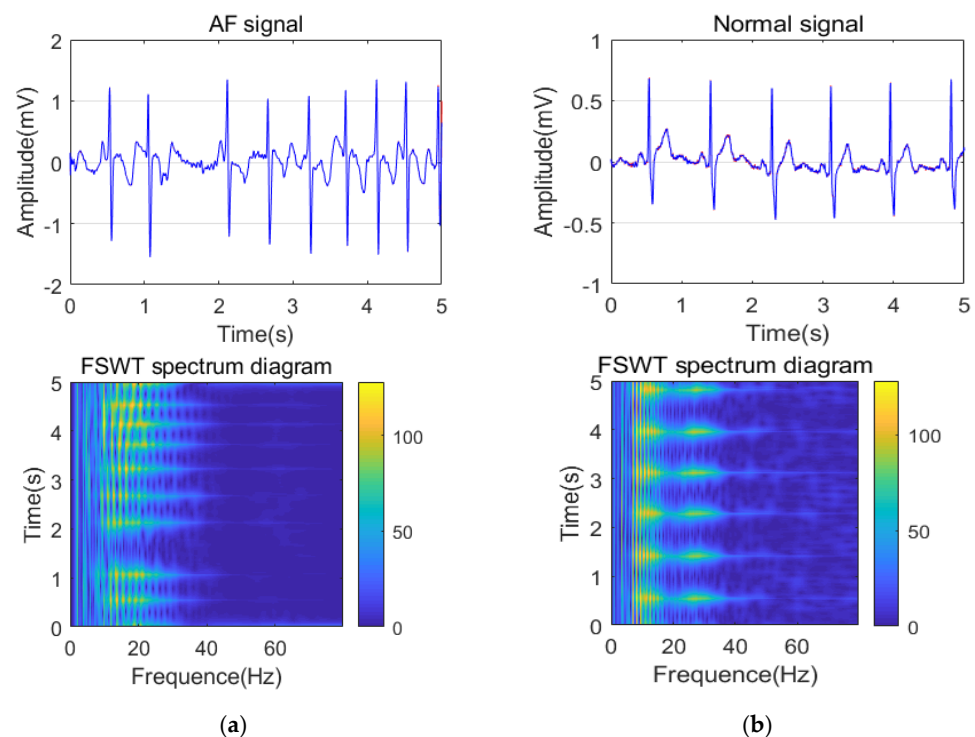 AF signal
2
1
0
-1
-2
Amplitude(mV)
0 1 2 3 4 5
Time(s)
Normal signal
1
0.5
0
-0.5
-1
Amplitude(mV)
0 1 2 3 4 5
Time(s)
FSWT spectrum diagram
5
4
3
2
1
0
Time(s)
0 20 40 60
Frequence(Hz)
100
50
0
FSWT spectrum diagram
5
4
3
2
1
0
Time(s)
0 20 40 60
Frequence(Hz)
100
50
0
(a)
(b)